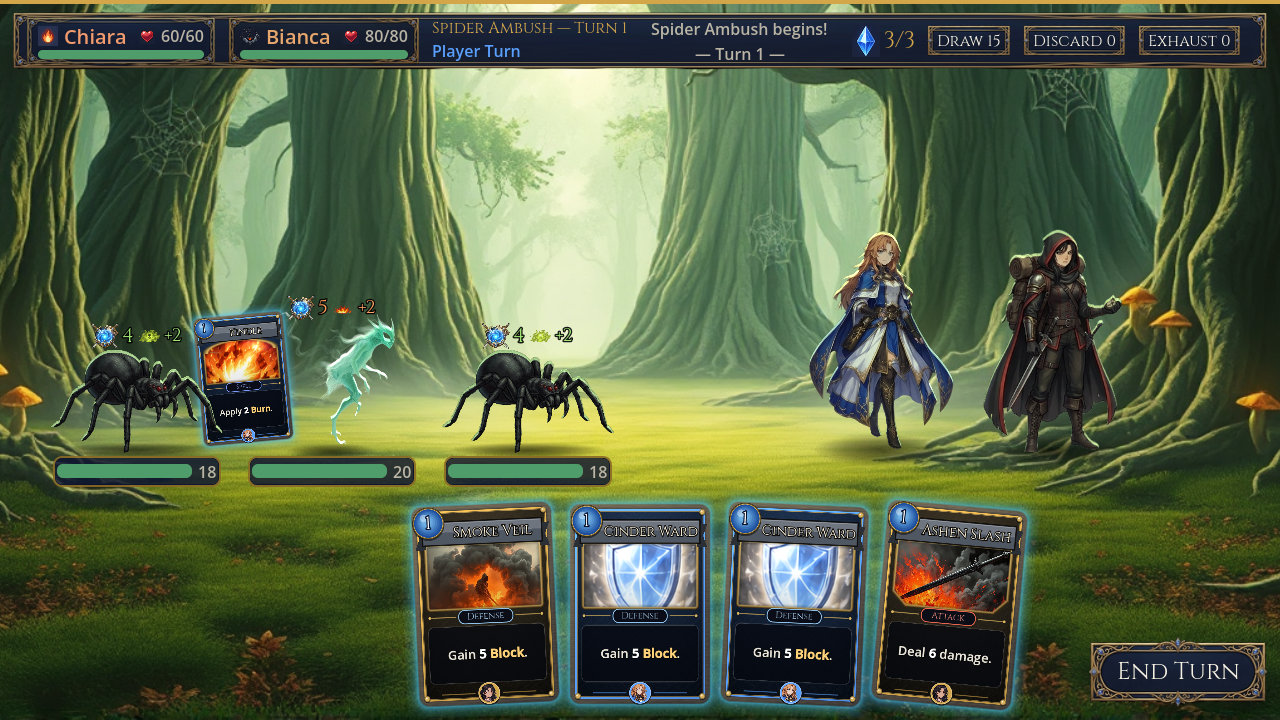 Chiara 60/60
Bianca 80/80
Spider Ambush — Turn 1
Player Turn
Spider Ambush begins!
— Turn 1 —
3/3
Draw 15
Discard 0
Exhaust 0
4 +2
5 +2
4 +2
1
Apply 2 Burn.
18
20
18
1
Smoke Veil
Defense
Gain 5 Block.
1
Cinder Ward
Defense
Gain 5 Block.
1
Cinder Ward
Defense
Gain 5 Block.
1
Ashen Slash
Attack
Deal 6 damage.
End Turn